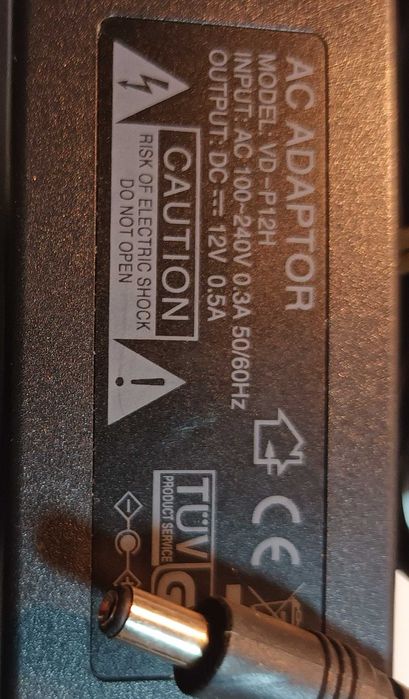 AC ADAPTOR
MODEL: VD-P12H
INPUT: AC 100-240V 0.3A 50/60Hz
OUTPUT: DC ⎓ 12V 0.5A
CAUTION
RISK OF ELECTRIC SHOCK
DO NOT OPEN
CE
TÜV
PRODUCT SERVICE